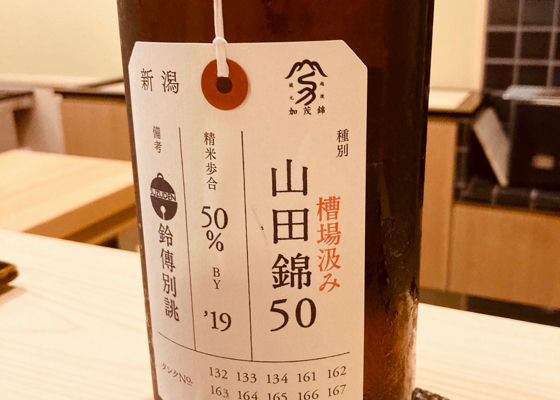 新潟
加茂錦
種別
山田錦50
槽場汲み
精米歩合
50%
BY
'19
備考
SUZUDEN
鈴傳別誂
タンクNo.
132 133 134 161 162
163 164 165 166 167